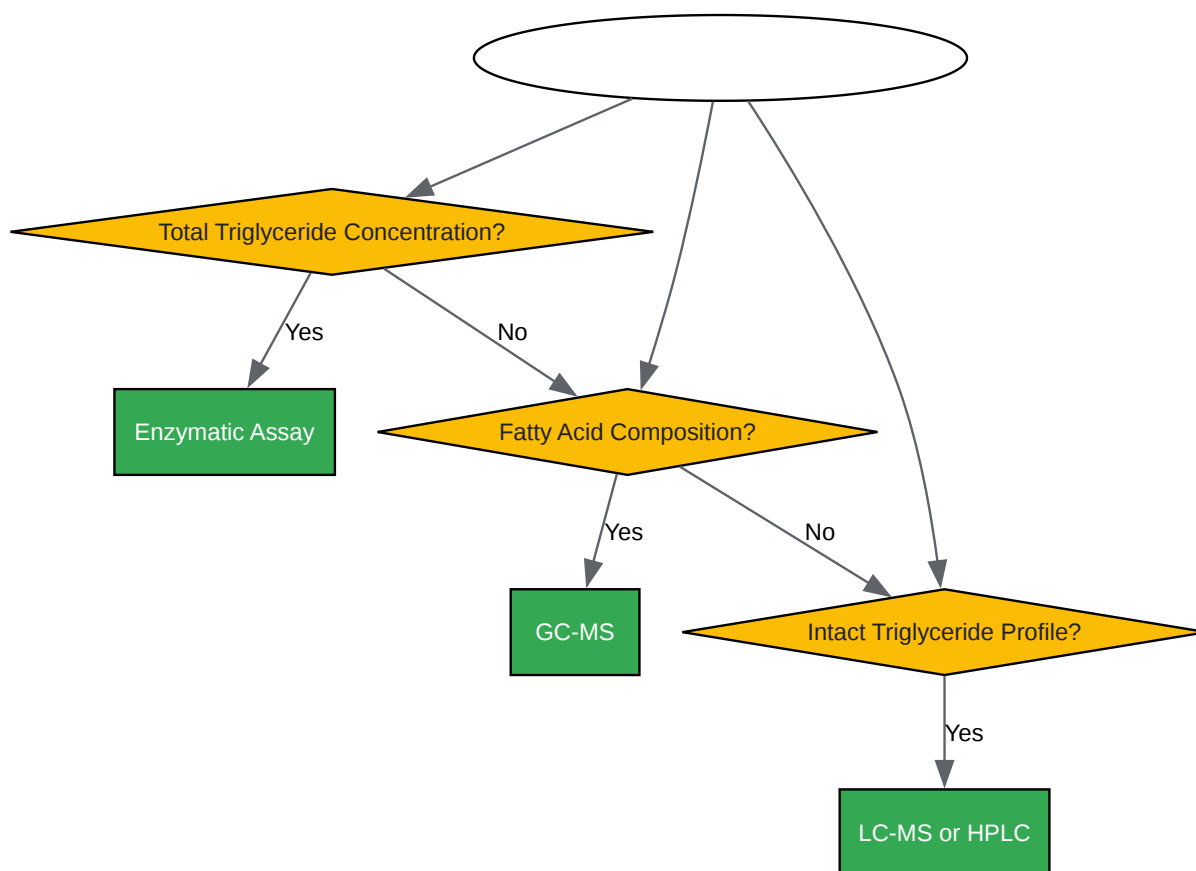 Total Triglyceride Concentration?
Yes
No
Enzymatic Assay
Fatty Acid Composition?
Yes
No
GC-MS
Intact Triglyceride Profile?
Yes
LC-MS or HPLC